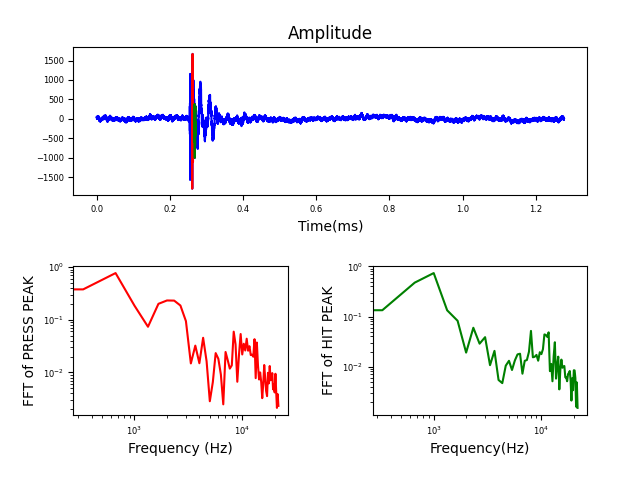 Amplitude
1500
1000
500
0
−500
−1000
−1500
0.0 0.2 0.4 0.6 0.8 1.0 1.2
Time(ms)
FFT of PRESS PEAK
10⁰
10⁻¹
10⁻²
10³ 10⁴
Frequency (Hz)
FFT of HIT PEAK
10⁰
10⁻¹
10⁻²
10³ 10⁴
Frequency(Hz)